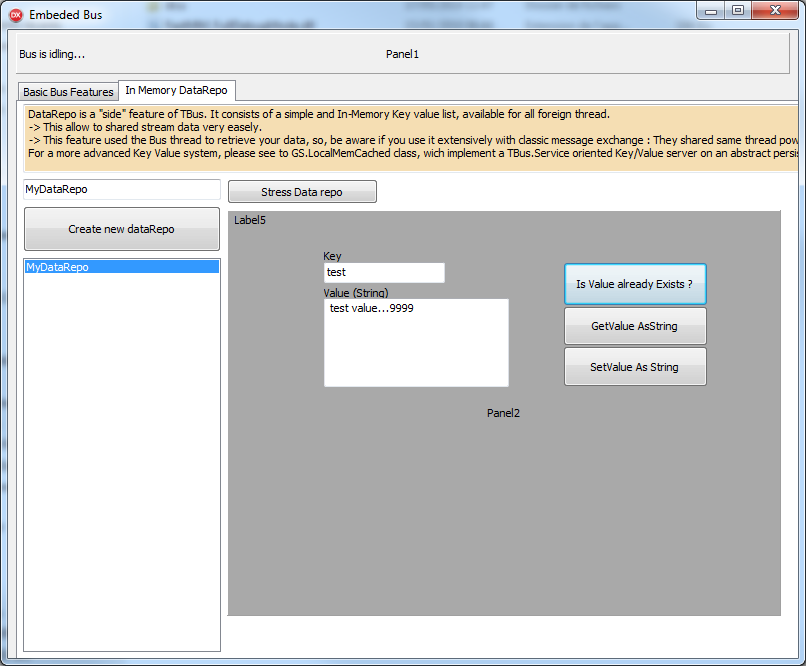 Embeded Bus
Bus is idling...
Panel1
Basic Bus Features
In Memory DataRepo
DataRepo is a "side" feature of TBus. It consists of a simple and In-Memory Key value list, available for all foreign thread.
-> This allow to shared stream data very easely.
-> This feature used the Bus thread to retrieve your data, so, be aware if you use it extensively with classic message exchange : They shared same thread pow
For a more advanced Key Value system, please see to GS.LocalMemCached class, wich implement a TBus.Service oriented Key/Value server on an abstract persis
MyDataRepo
Stress Data repo
Create new dataRepo
MyDataRepo
Label5
Key
test
Value (String)
test value...9999
Is Value already Exists ?
GetValue AsString
SetValue As String
Panel2